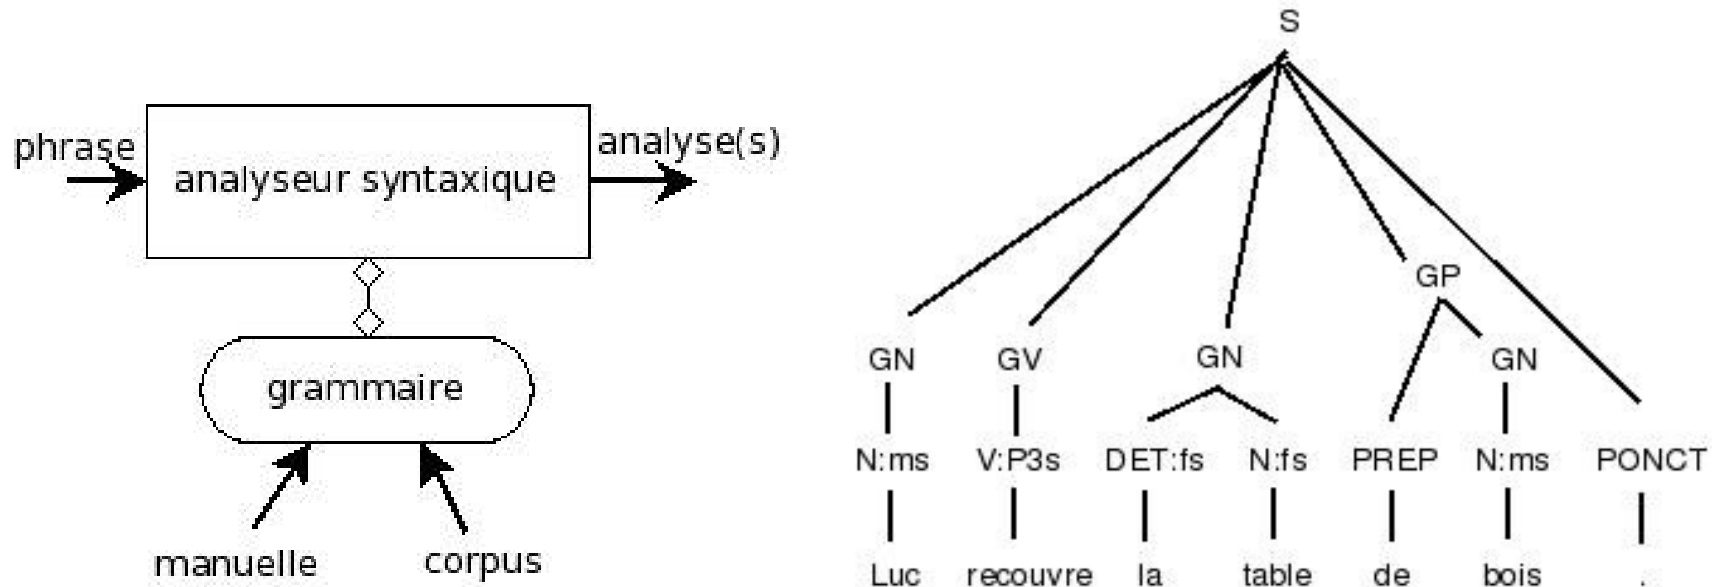 phrase
analyseur syntaxique
analyse(s)
grammaire
manuelle corpus
S
GP
GN GV GN GN
N:ms V:P3s DET:fs N:fs PREP N:ms PONCT
Luc recouvre la table de bois .